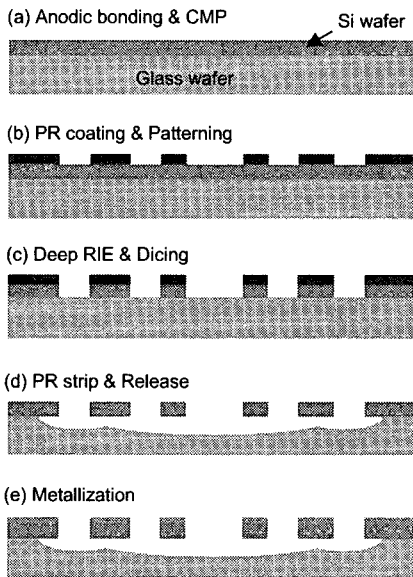 (a) Anodic bonding & CMP
Si wafer
Glass wafer
(b) PR coating & Patterning
(c) Deep RIE & Dicing
(d) PR strip & Release
(e) Metallization